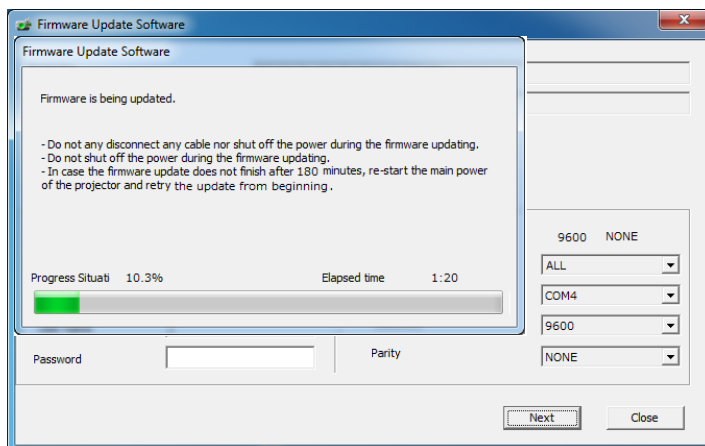 Firmware Update Software
Firmware Update Software
Firmware is being updated.
- Do not any disconnect any cable nor shut off the power during the firmware updating.
- Do not shut off the power during the firmware updating.
- In case the firmware update does not finish after 180 minutes, re-start the main power
of the projector and retry the update from beginning.
Progress Situati 10.3% Elapsed time 1:20
9600 NONE
ALL
COM4
9600
Password
Parity
NONE
Next Close